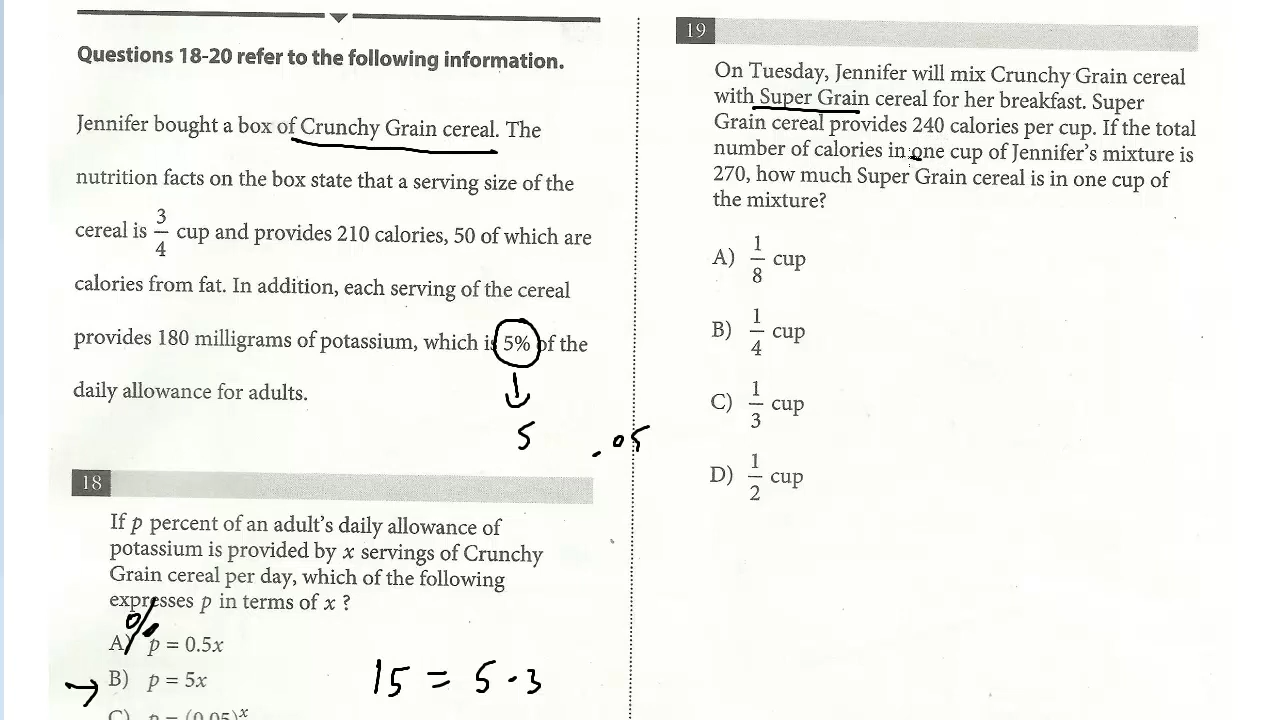 Questions 18-20 refer to the following information.
Jennifer bought a box of Crunchy Grain cereal. The
nutrition facts on the box state that a serving size of the
cereal is 3/4 cup and provides 210 calories, 50 of which are
calories from fat. In addition, each serving of the cereal
provides 180 milligrams of potassium, which is 5% of the
daily allowance for adults.
5 .05
18
If p percent of an adult's daily allowance of
potassium is provided by x servings of Crunchy
Grain cereal per day, which of the following
expresses p in terms of x ?
%
A) p = 0.5x
B) p = 5x
15 = 5 · 3
C) p = (0.05)^x
19
On Tuesday, Jennifer will mix Crunchy Grain cereal
with Super Grain cereal for her breakfast. Super
Grain cereal provides 240 calories per cup. If the total
number of calories in one cup of Jennifer's mixture is
270, how much Super Grain cereal is in one cup of
the mixture?
A) 1/8 cup
B) 1/4 cup
C) 1/3 cup
D) 1/2 cup